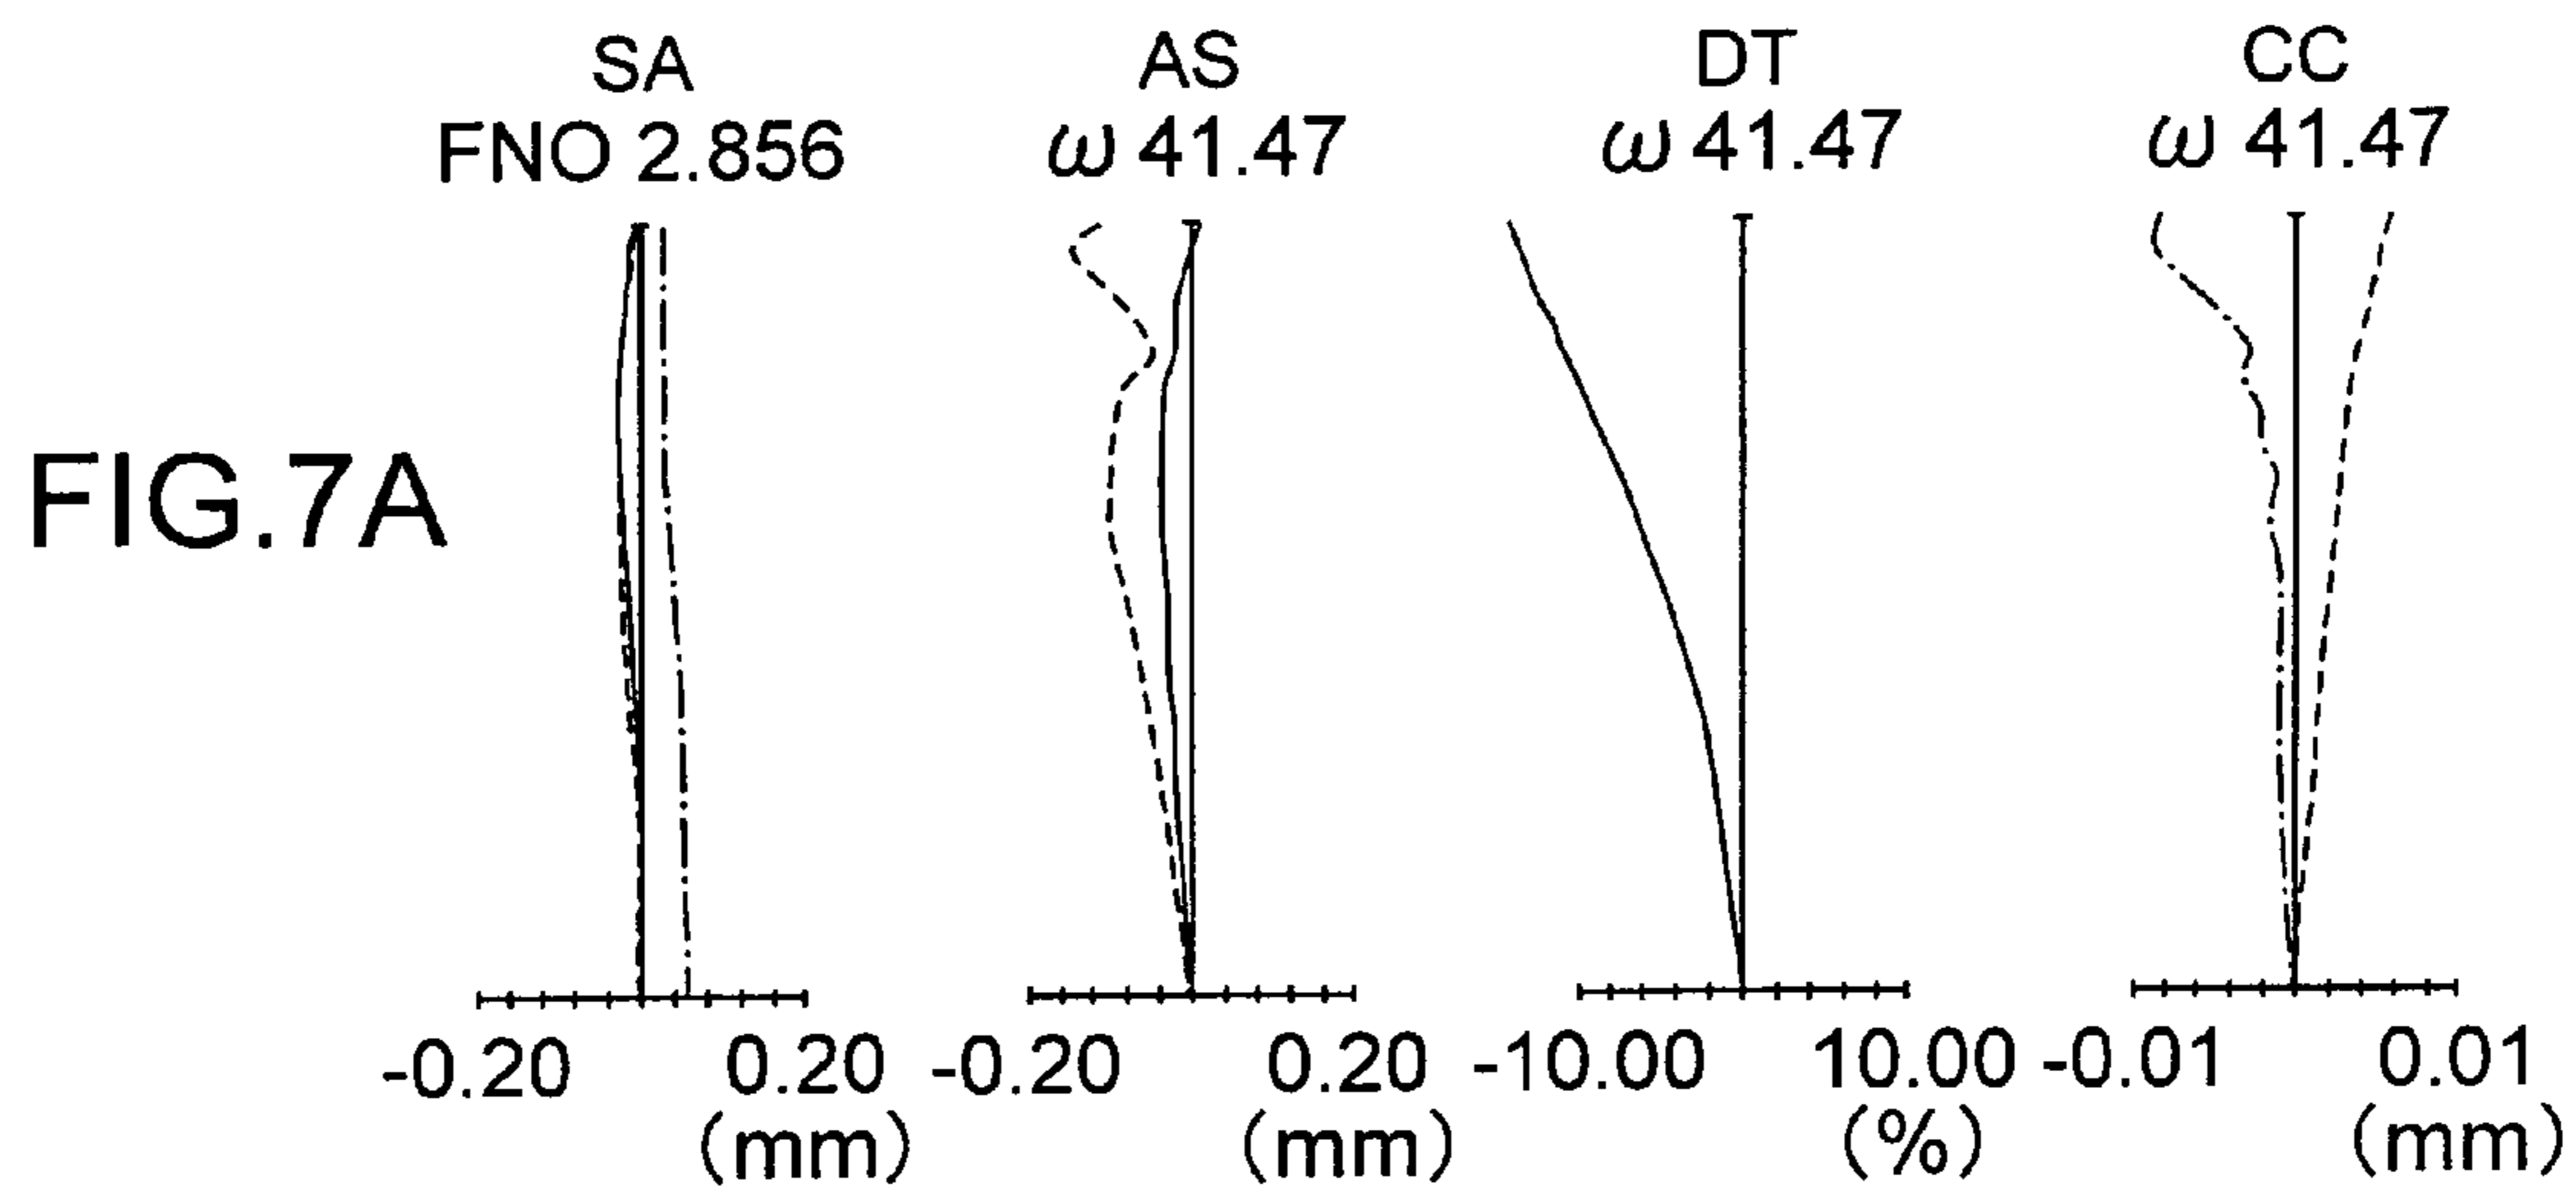 SA
FNO 2.856
AS
ω 41.47
DT
ω 41.47
CC
ω 41.47
FIG.7A
-0.20 0.20
(mm)
-0.20 0.20
(mm)
-10.00 10.00
(%)
-0.01 0.01
(mm)